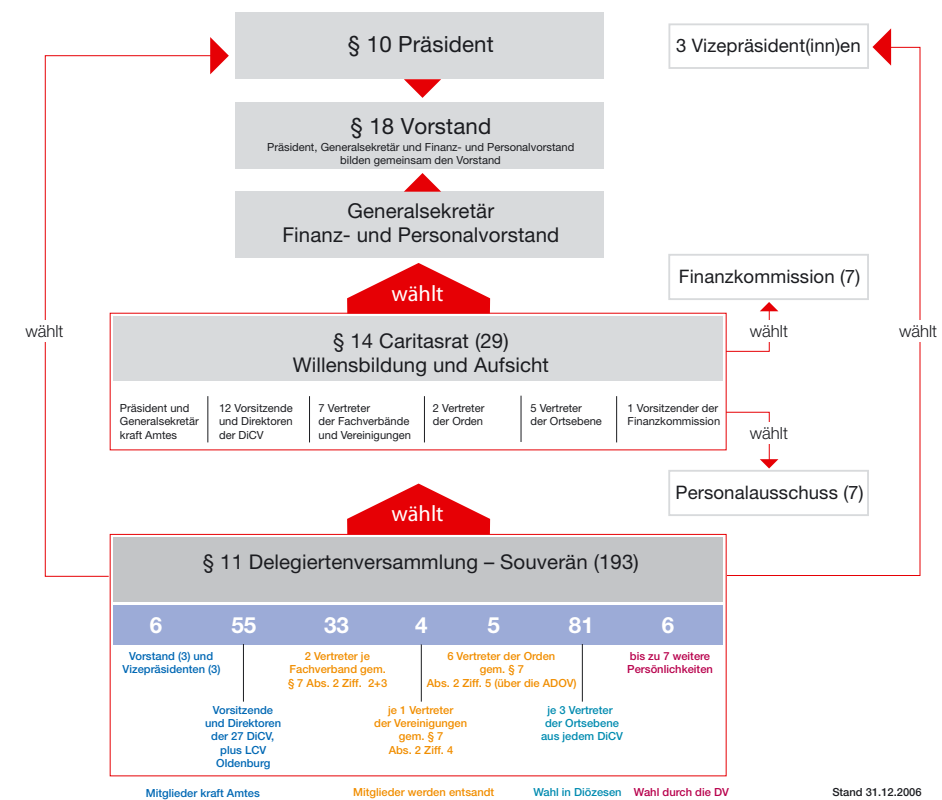 § 10 Präsident
3 Vizepräsident(inn)en
§ 18 Vorstand
Präsident, Generalsekretär und Finanz- und Personalvorstand
bilden gemeinsam den Vorstand
Generalsekretär
Finanz- und Personalvorstand
wählt
Finanzkommission (7)
wählt
wählt
wählt
§ 14 Caritasrat (29)
Willensbildung und Aufsicht
Präsident und
Generalsekretär
kraft Amtes
12 Vorsitzende
und Direktoren
der DiCV
7 Vertreter
der Fachverbände
und Vereinigungen
2 Vertreter
der Orden
5 Vertreter
der Ortsebene
1 Vorsitzender der
Finanzkommission
wählt
Personalausschuss (7)
wählt
§ 11 Delegiertenversammlung – Souverän (193)
6 55 33 4 5 81 6
Vorstand (3) und
Vizepräsidenten (3)
2 Vertreter je
Fachverband gem.
§ 7 Abs. 2 Ziff. 2+3
6 Vertreter der Orden
gem. § 7
Abs. 2 Ziff. 5 (über die ADOV)
bis zu 7 weitere
Persönlichkeiten
Vorsitzende
und Direktoren
der 27 DiCV,
plus LCV
Oldenburg
je 1 Vertreter
der Vereinigungen
gem. § 7
Abs. 2 Ziff. 4
je 3 Vertreter
der Ortsebene
aus jedem DiCV
Mitglieder kraft Amtes
Mitglieder werden entsandt
Wahl in Diözesen
Wahl durch die DV
Stand 31.12.2006